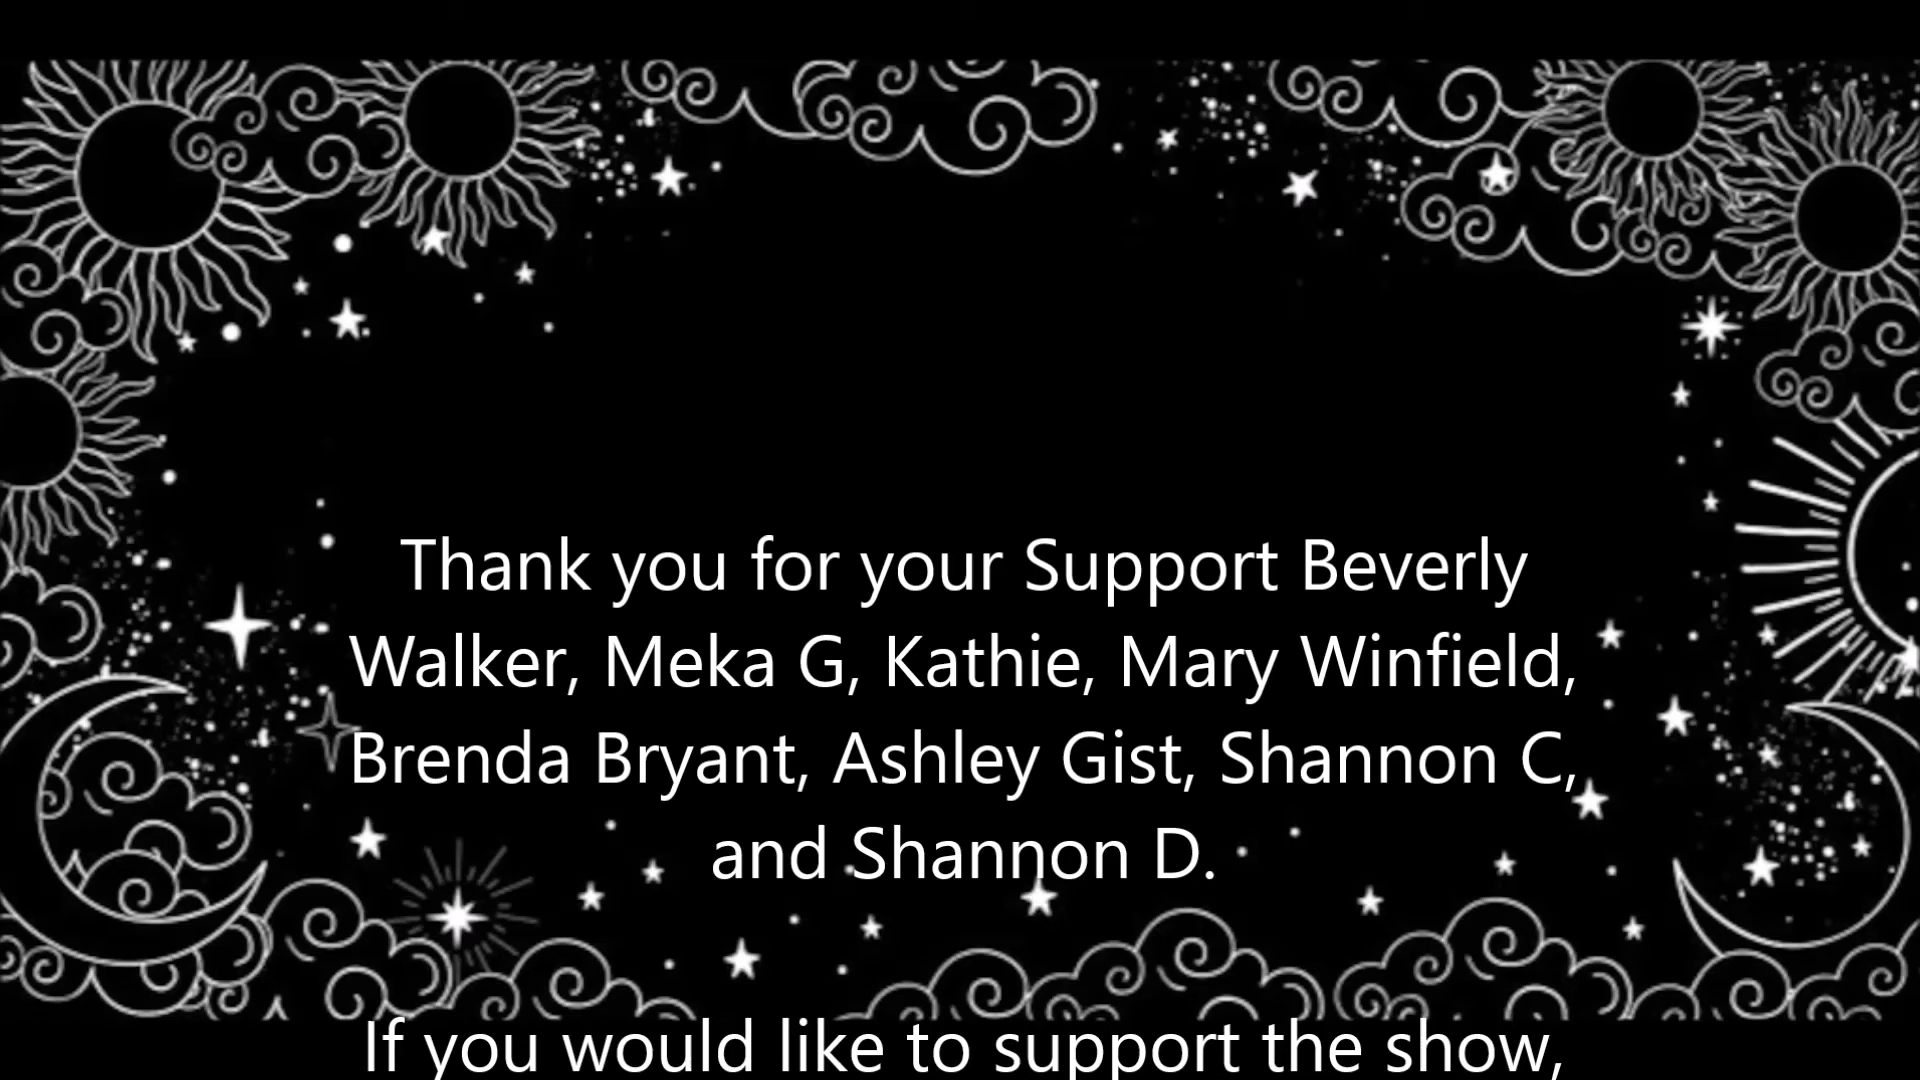 Thank you for your Support Beverly
Walker, Meka G, Kathie, Mary Winfield,
Brenda Bryant, Ashley Gist, Shannon C,
and Shannon D.
If you would like to support the show,